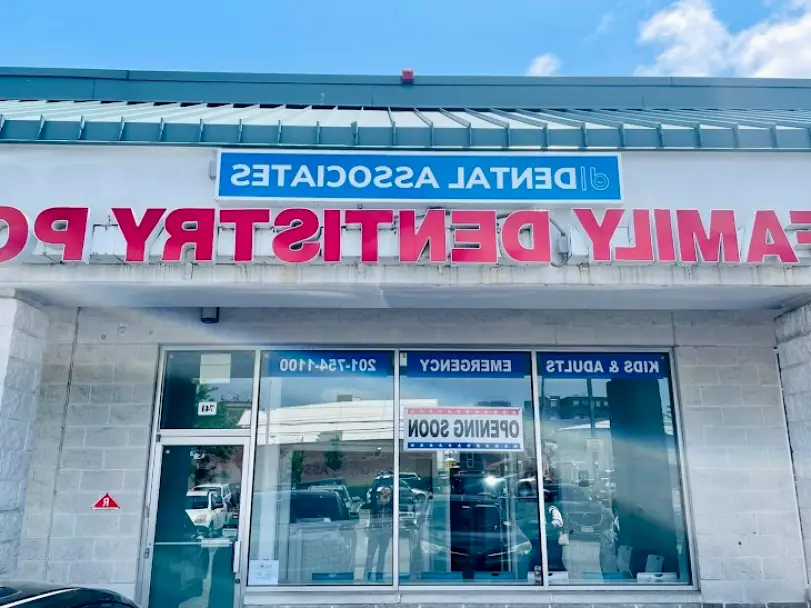 DENTAL ASSOCIATES
FAMILY DENTISTRY
KIDS & ADULTS EMERGENCY 201-754-1100
741
OPENING SOON
R